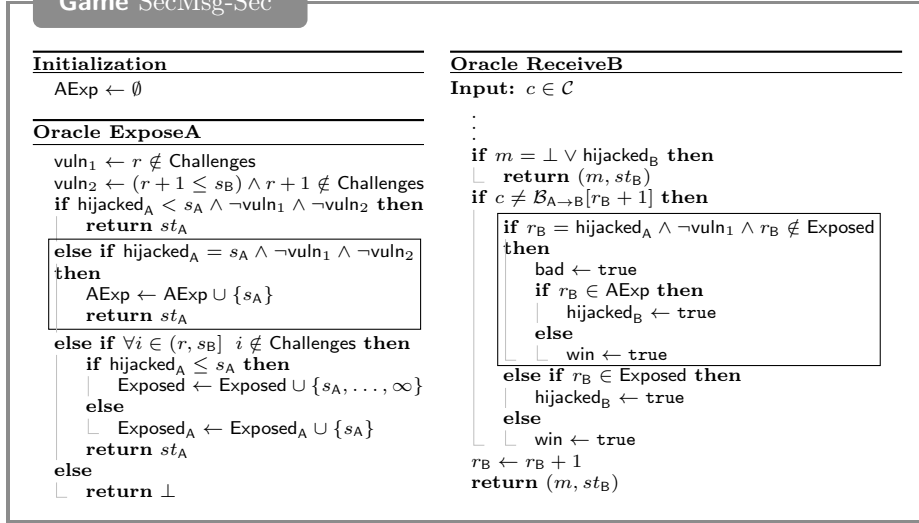 Game SecMsg-Sec
Initialization
AExp ← ∅
Oracle ExposeA
vuln₁ ← r ∉ Challenges
vuln₂ ← (r + 1 ≤ s_B) ∧ r + 1 ∉ Challenges
if hijacked_A < s_A ∧ ¬vuln₁ ∧ ¬vuln₂ then
return st_A
else if hijacked_A = s_A ∧ ¬vuln₁ ∧ ¬vuln₂
then
AExp ← AExp ∪ {s_A}
return st_A
else if ∀i ∈ (r, s_B] i ∉ Challenges then
if hijacked_A ≤ s_A then
Exposed ← Exposed ∪ {s_A, . . . , ∞}
else
Exposed_A ← Exposed_A ∪ {s_A}
return st_A
else
return ⊥
Oracle ReceiveB
Input: c ∈ C
.
.
.
if m = ⊥ ∨ hijacked_B then
return (m, st_B)
if c ≠ B_A→B[r_B + 1] then
if r_B = hijacked_A ∧ ¬vuln₁ ∧ r_B ∉ Exposed
then
bad ← true
if r_B ∈ AExp then
hijacked_B ← true
else
win ← true
else if r_B ∈ Exposed then
hijacked_B ← true
else
win ← true
r_B ← r_B + 1
return (m, st_B)